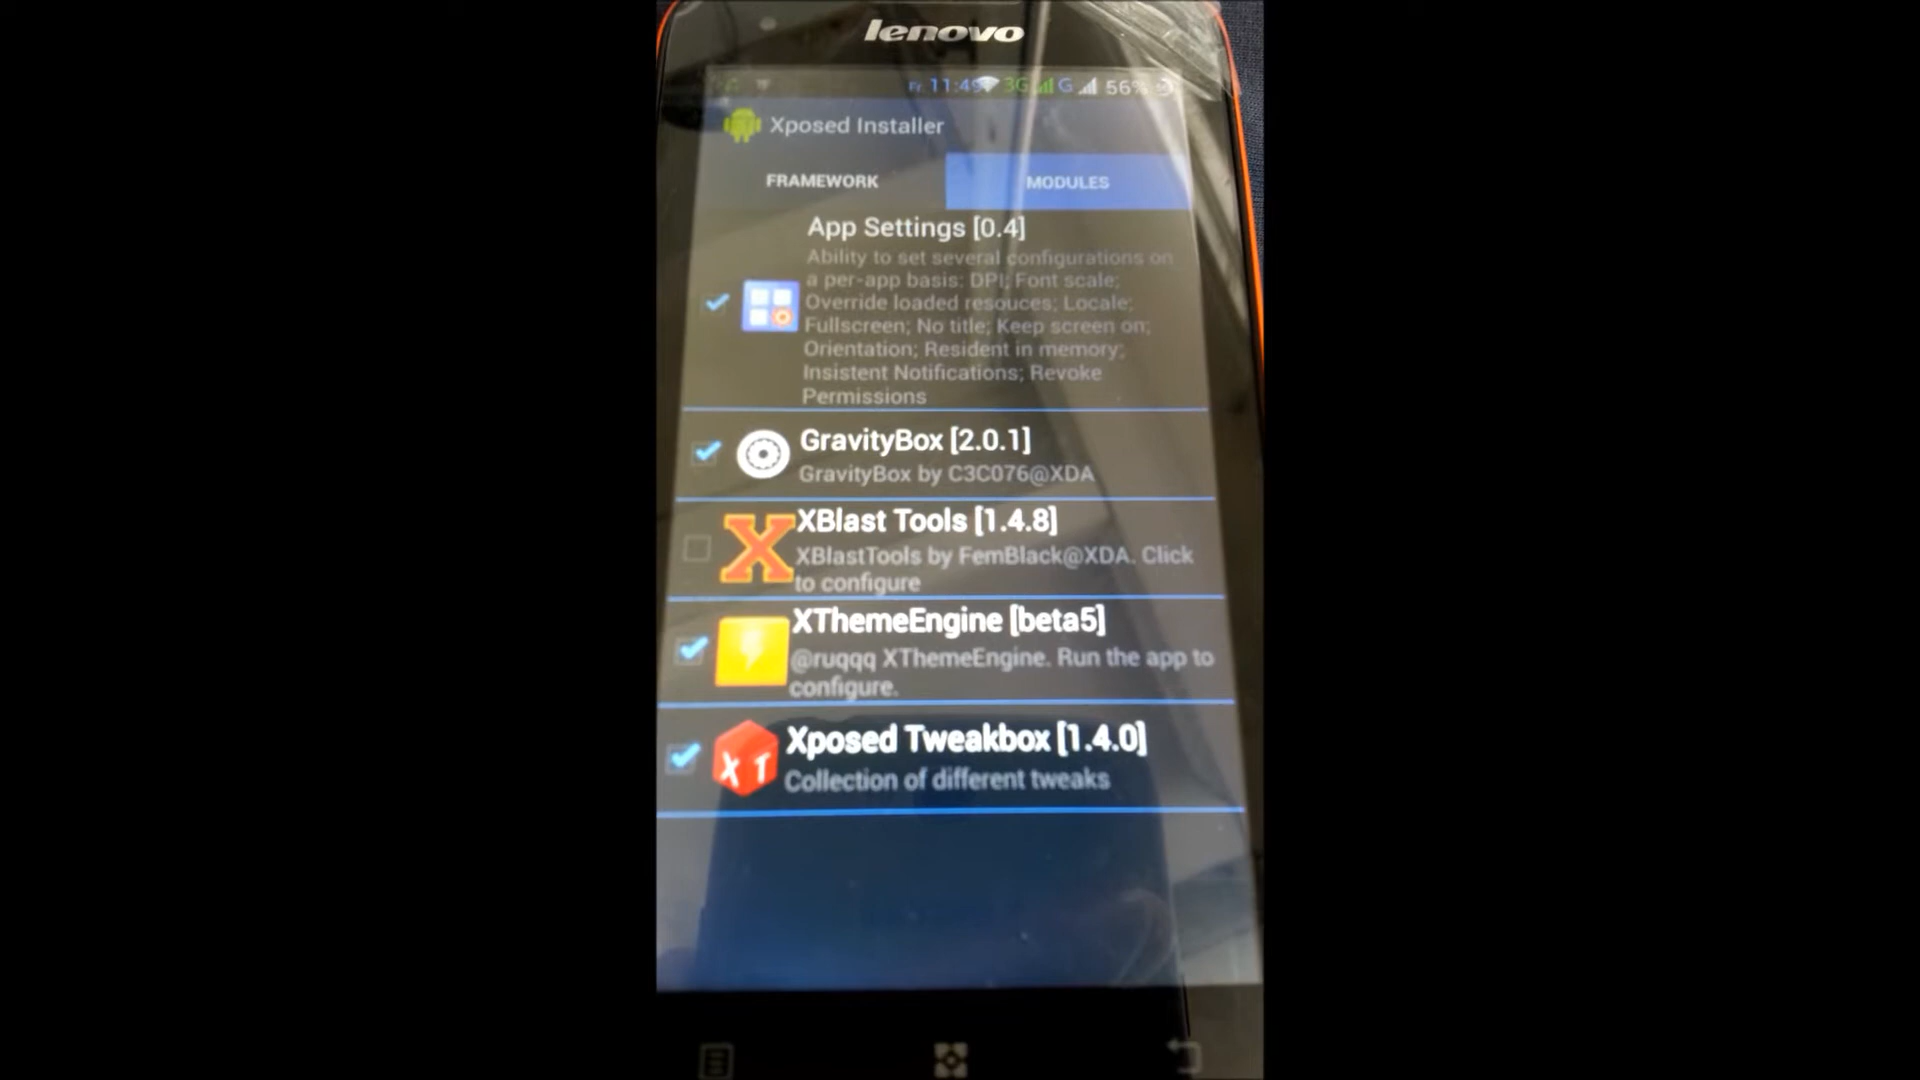 lenovo
Fr. 11:49 3G G 56%
Xposed Installer
FRAMEWORK
MODULES
App Settings [0.4]
Ability to set several configurations on
a per-app basis: DPI; Font scale;
Override loaded resouces; Locale;
Fullscreen; No title; Keep screen on;
Orientation; Resident in memory;
Insistent Notifications; Revoke
Permissions
GravityBox [2.0.1]
GravityBox by C3C076@XDA
XBlast Tools [1.4.8]
XBlastTools by FemBlack@XDA. Click
to configure
XThemeEngine [beta5]
@ruqqq XThemeEngine. Run the app to
configure.
XT
Xposed Tweakbox [1.4.0]
Collection of different tweaks